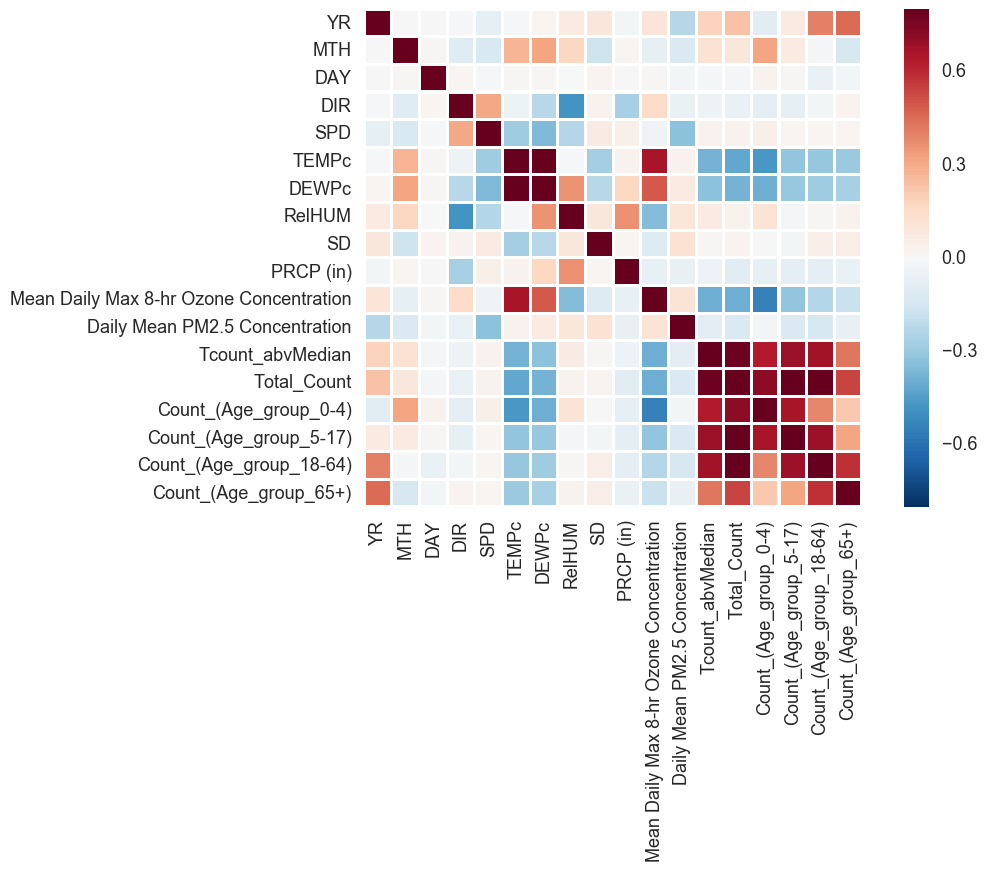 YR
MTH
DAY
DIR
SPD
TEMPc
DEWPc
RelHUM
SD
PRCP (in)
Mean Daily Max 8-hr Ozone Concentration
Daily Mean PM2.5 Concentration
Tcount_abvMedian
Total_Count
Count_(Age_group_0-4)
Count_(Age_group_5-17)
Count_(Age_group_18-64)
Count_(Age_group_65+)
YR
MTH
DAY
DIR
SPD
TEMPc
DEWPc
RelHUM
SD
PRCP (in)
Mean Daily Max 8-hr Ozone Concentration
Daily Mean PM2.5 Concentration
Tcount_abvMedian
Total_Count
Count_(Age_group_0-4)
Count_(Age_group_5-17)
Count_(Age_group_18-64)
Count_(Age_group_65+)
0.6
0.3
0.0
−0.3
−0.6